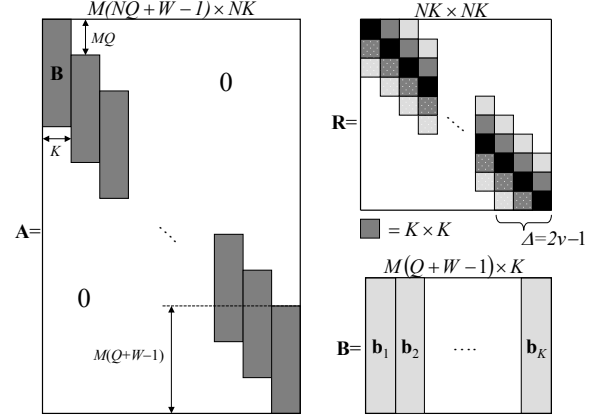 M(NQ + W − 1) × NK
MQ
B
0
K
A=
⋱
0
M(Q+W−1)
NK × NK
R=
⋱
= K × K
Δ=2v−1
M(Q + W − 1) × K
B= b1 b2 .... bK